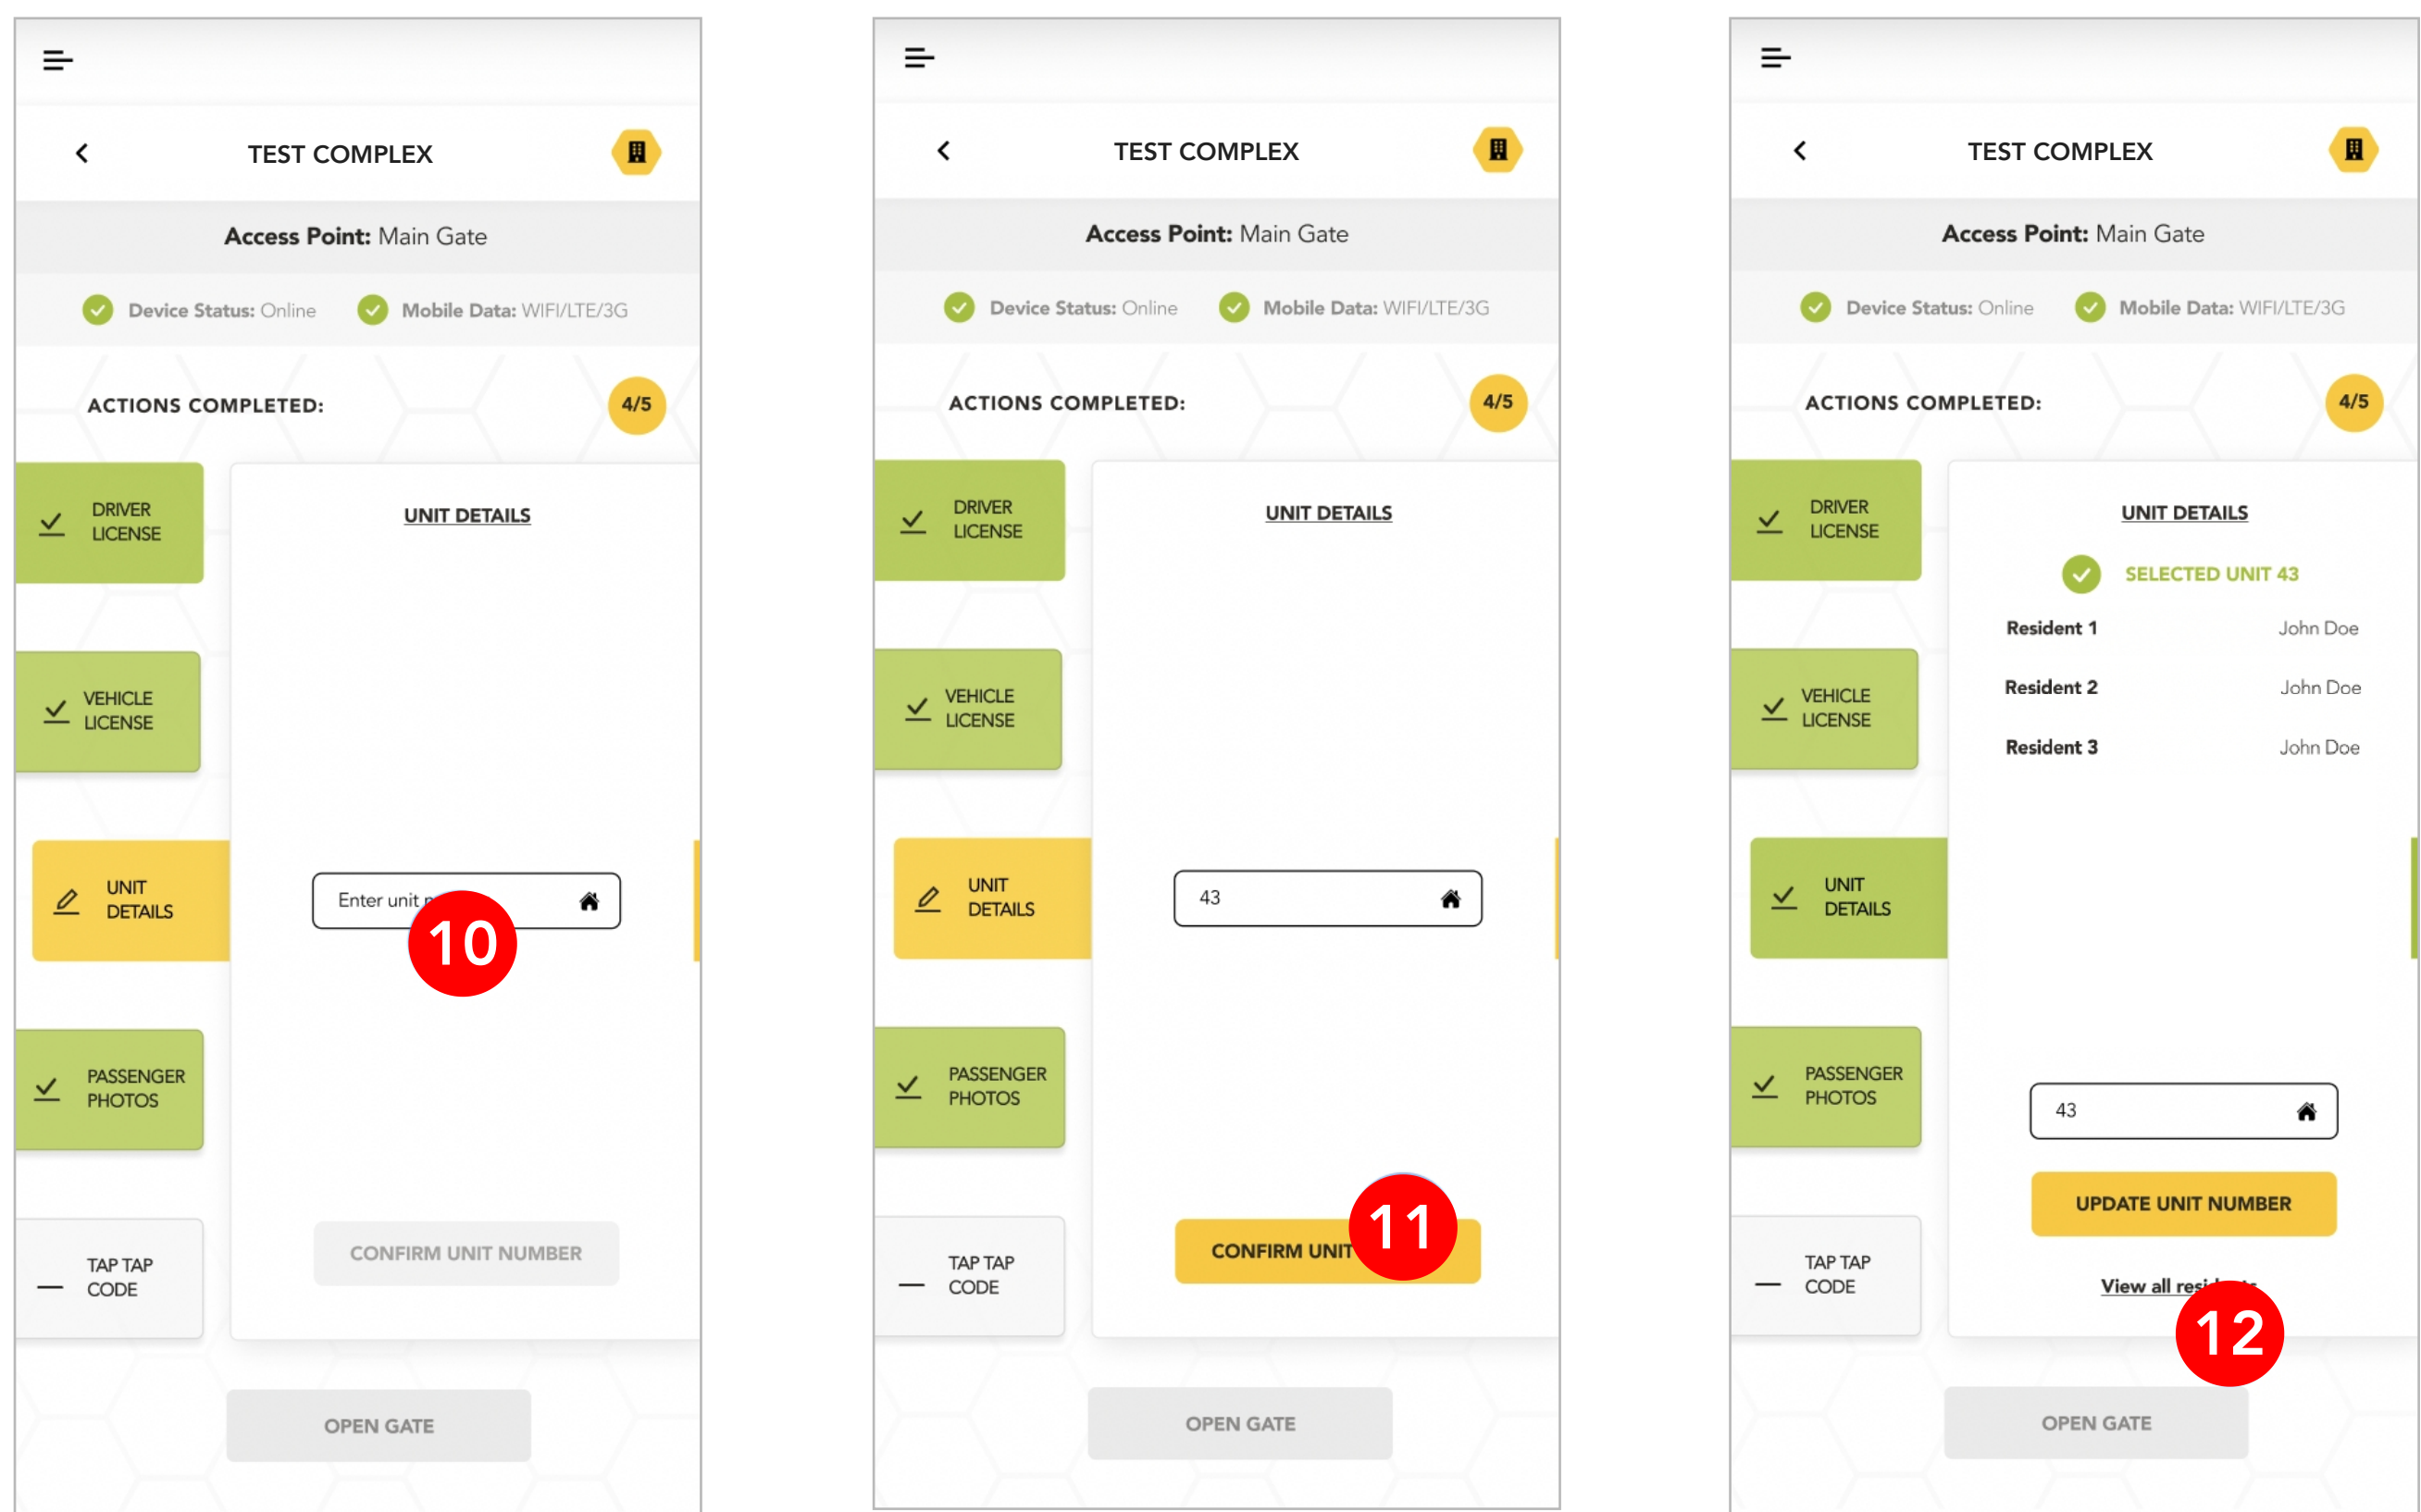 TEST COMPLEX
Access Point: Main Gate
Device Status: Online Mobile Data: WIFI/LTE/3G
ACTIONS COMPLETED: 4/5
DRIVER
LICENSE
UNIT DETAILS
VEHICLE
LICENSE
UNIT
DETAILS
Enter unit
10
PASSENGER
PHOTOS
TAP TAP
CODE
CONFIRM UNIT NUMBER
OPEN GATE
TEST COMPLEX
Access Point: Main Gate
Device Status: Online Mobile Data: WIFI/LTE/3G
ACTIONS COMPLETED: 4/5
DRIVER
LICENSE
UNIT DETAILS
VEHICLE
LICENSE
UNIT
DETAILS
43
PASSENGER
PHOTOS
TAP TAP
CODE
CONFIRM UNIT
11
OPEN GATE
TEST COMPLEX
Access Point: Main Gate
Device Status: Online Mobile Data: WIFI/LTE/3G
ACTIONS COMPLETED: 4/5
DRIVER
LICENSE
UNIT DETAILS
SELECTED UNIT 43
Resident 1 John Doe
VEHICLE
LICENSE
Resident 2 John Doe
Resident 3 John Doe
UNIT
DETAILS
PASSENGER
PHOTOS
43
UPDATE UNIT NUMBER
TAP TAP
CODE
View all
12
OPEN GATE